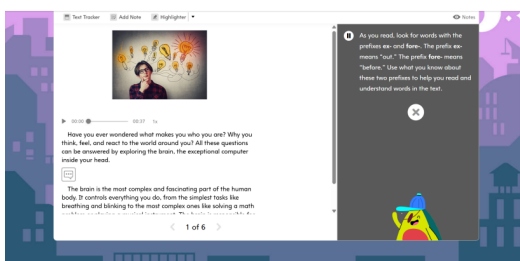 Text Tracker Add Note Highlighter Notes
00:00 00:37 1x
Have you ever wondered what makes you who you are? Why you
think, feel, and react to the world around you? All these questions
can be answered by exploring the brain, the exceptional computer
inside your head.
The brain is the most complex and fascinating part of the human
body. It controls everything you do, from the simplest tasks like
breathing and blinking to the most complex ones like solving a math
1 of 6
As you read, look for words with the
prefixes ex- and fore-. The prefix ex-
means "out." The prefix fore- means
"before." Use what you know about
these two prefixes to help you read and
understand words in the text.